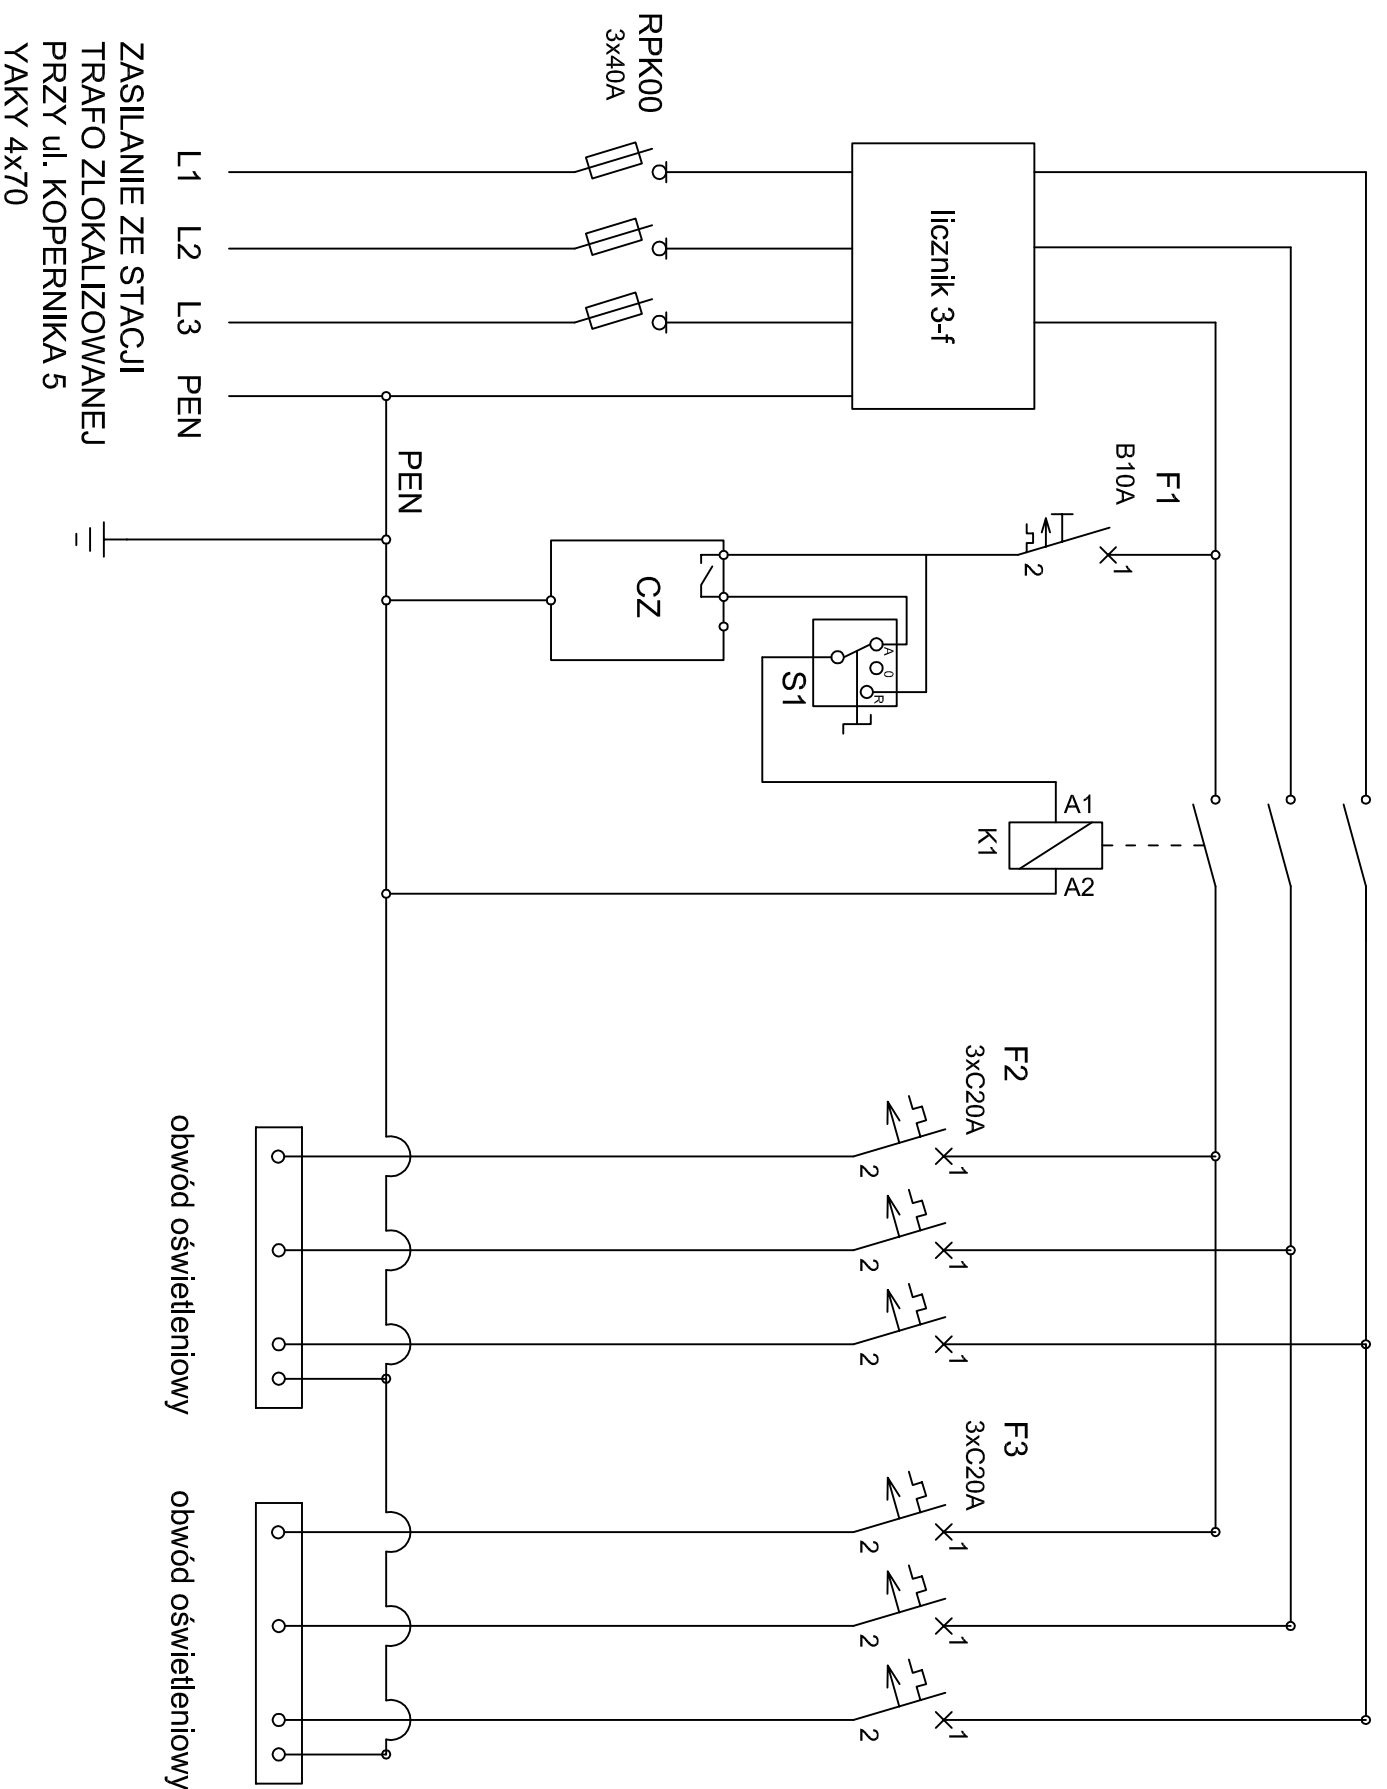 ZASILANIE ZE STACJI
TRAFO ZLOKALIZOWANEJ
PRZY ul. KOPERNIKA 5
YAKY 4x70
L1
L2
L3
PEN
RPK00
3x40A
licznik 3-f
PEN
F1
B10A
1
2
CZ
S1
A
0
R
K1
A1
A2
F2
3xC20A
1
2
1
2
1
2
F3
3xC20A
1
2
1
2
1
2
obwód oświetleniowy
obwód oświetleniowy